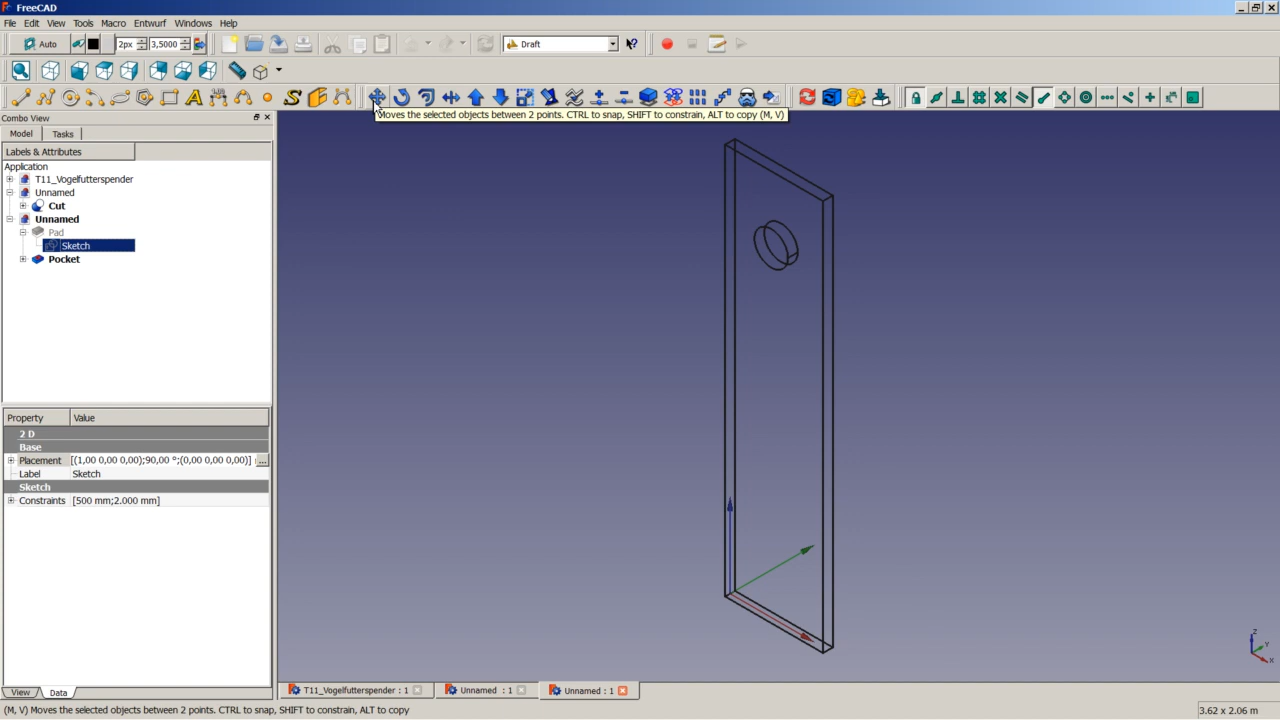 FreeCAD
File Edit View Tools Macro Entwurf Windows Help
Auto 2px 3,5000 Draft
Moves the selected objects between 2 points. CTRL to snap, SHIFT to constrain, ALT to copy (M, V)
Combo View
Model Tasks
Labels & Attributes
Application
T11_Vogelfutterspender
Unnamed
Cut
Unnamed
Pad
Sketch
Pocket
Property Value
2 D
Base
Placement [(1,00 0,00 0,00);90,00 °;(0,00 0,00 0,00)] ...
Label Sketch
Sketch
Constraints [500 mm;2.000 mm]
Z
Y
X
View Data
T11_Vogelfutterspender : 1 Unnamed : 1 Unnamed : 1
(M, V) Moves the selected objects between 2 points. CTRL to snap, SHIFT to constrain, ALT to copy
3.62 x 2.06 m